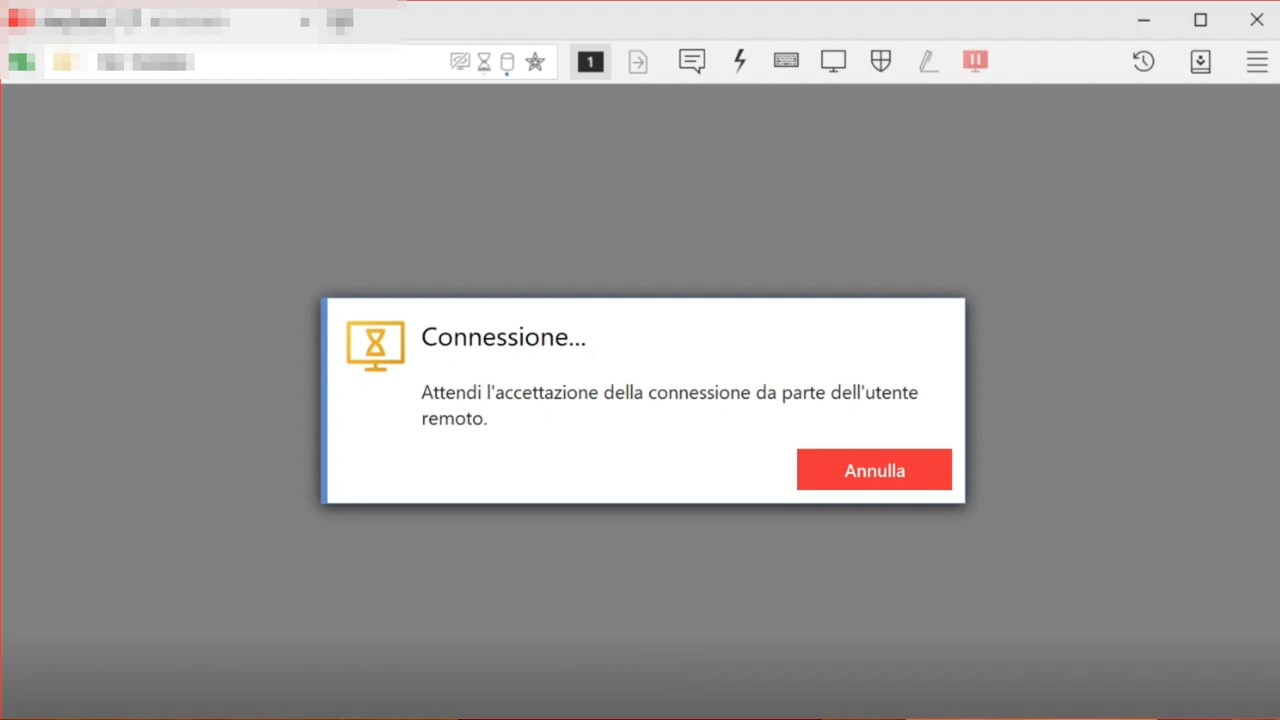 1
Connessione...
Attendi l'accettazione della connessione da parte dell'utente
remoto.
Annulla